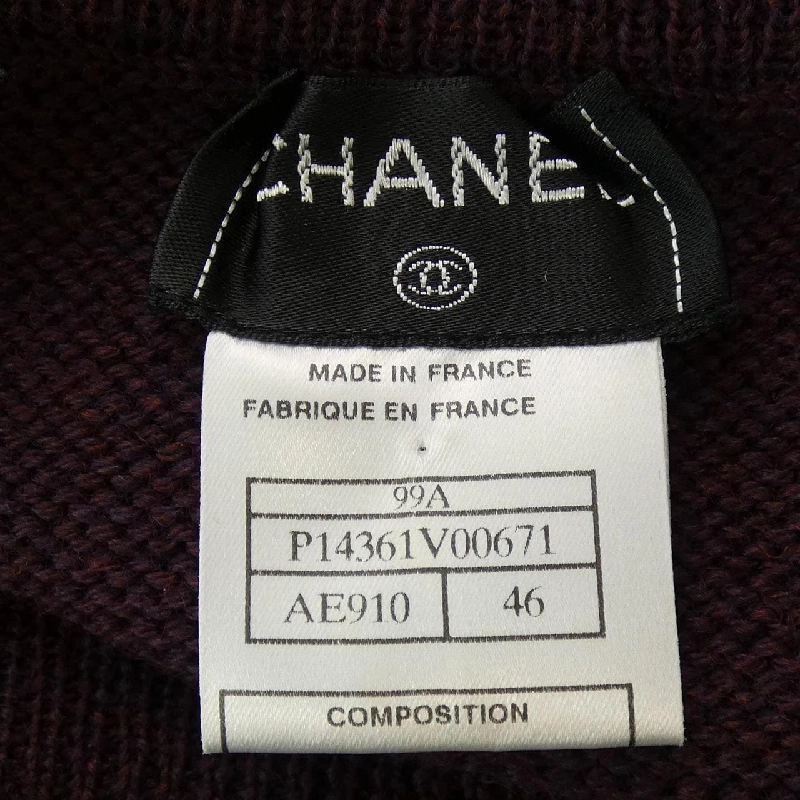 CHANEL
MADE IN FRANCE
FABRIQUE EN FRANCE
-
99A
P14361V00671
AE910 46
COMPOSITION